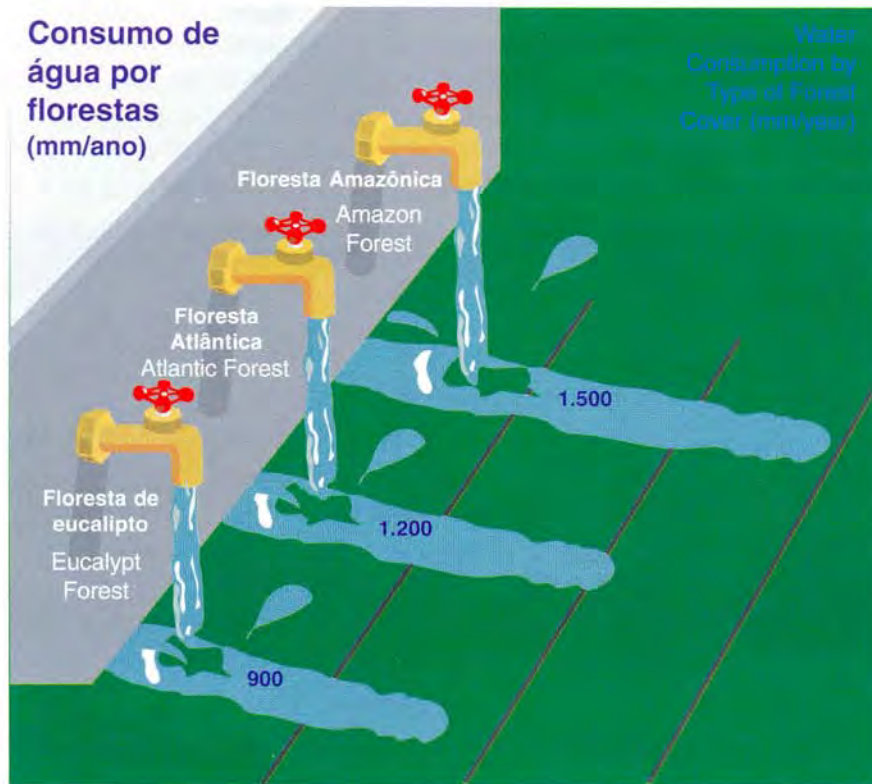 Consumo de
água por
florestas
(mm/ano)
Water
Consumption by
Type of Forest
Cover (mm/year)
Floresta Amazônica
Amazon
Forest
1.500
Floresta
Atlântica
Atlantic Forest
1.200
Floresta de
eucalipto
Eucalypt
Forest
900